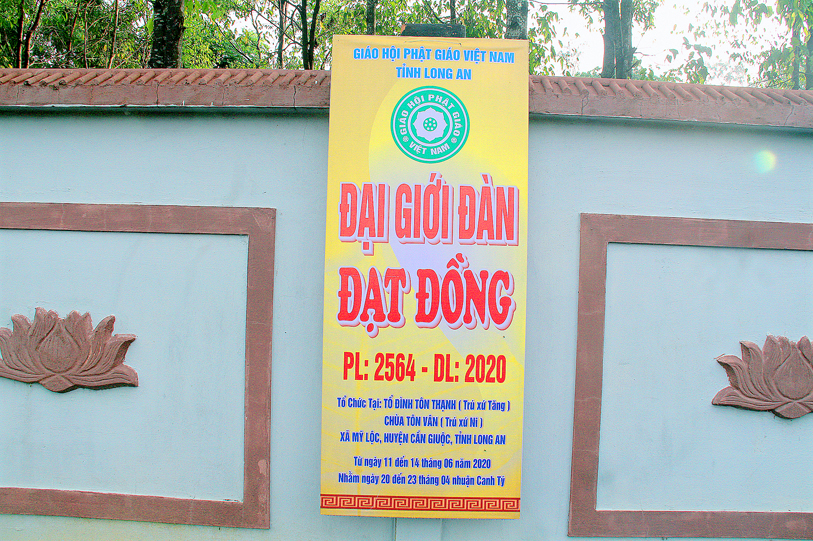 GIÁO HỘI PHẬT GIÁO VIỆT NAM
TỈNH LONG AN
GIÁO HỘI PHẬT GIÁO
VIỆT NAM
ĐẠI GIỚI ĐÀN
ĐẠT ĐỒNG
PL: 2564 - DL: 2020
Tổ Chức Tại: TỔ ĐÌNH TÔN THẠNH ( Trú xứ Tăng )
CHÙA TÔN VÂN ( Trú xứ Ni )
XÃ MỸ LỘC, HUYỆN CẦN GIUỘC, TỈNH LONG AN
Từ ngày 11 đến 14 tháng 06 năm 2020
Nhằm ngày 20 đến 23 tháng 04 nhuận Canh Tý